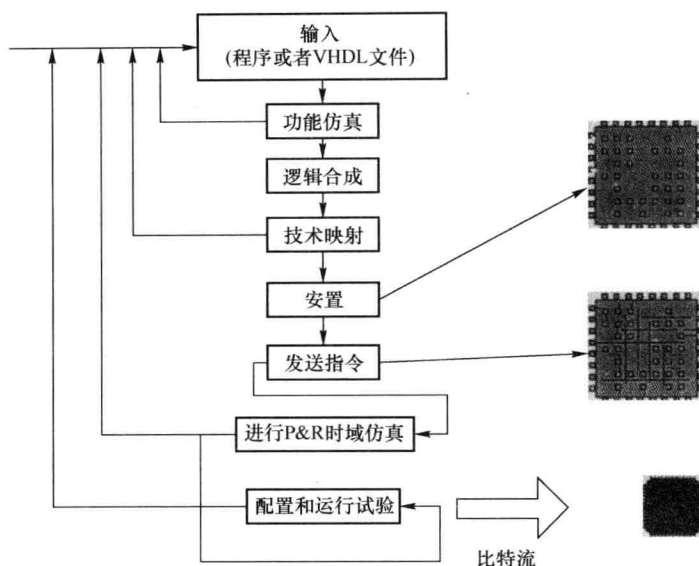 输入
(程序或者VHDL文件)
功能仿真
逻辑合成
技术映射
安置
发送指令
进行P&R时域仿真
配置和运行试验
比特流